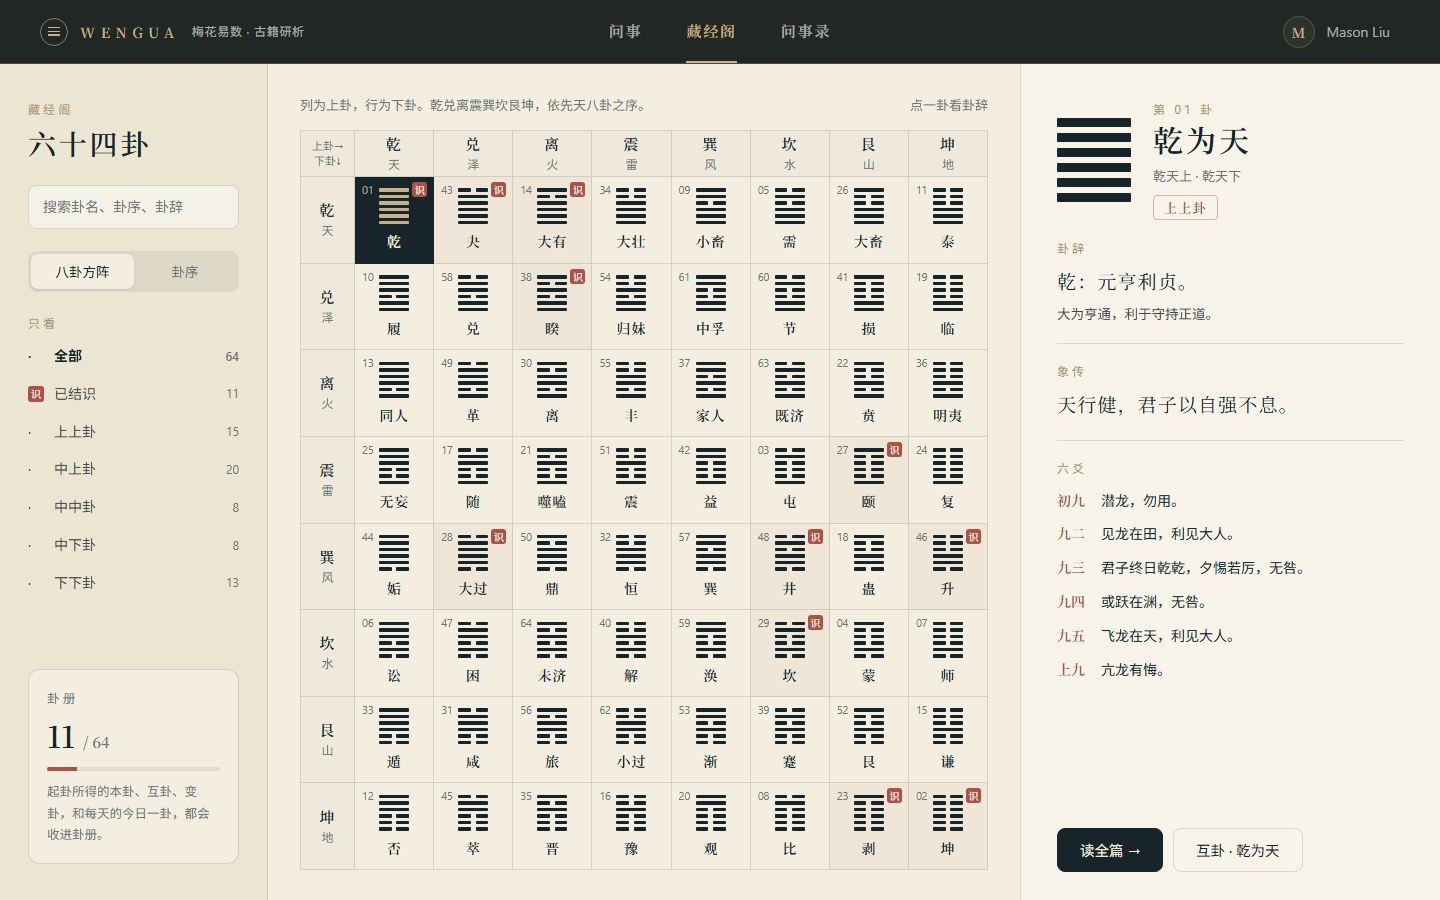 WENGUA 梅花易数 · 古籍研析
问事 藏经阁 问事录
M Mason Liu
藏经阁
六十四卦
搜索卦名、卦序、卦辞
八卦方阵 卦序
只看
· 全部 64
识 已结识 11
· 上上卦 15
· 中上卦 20
· 中中卦 8
· 中下卦 8
· 下下卦 13
卦册
11 / 64
起卦所得的本卦、互卦、变
卦，和每天的今日一卦，都会
收进卦册。
列为上卦，行为下卦。乾兑离震巽坎艮坤，依先天八卦之序。 点一卦看卦辞
上卦→ 乾 兑 离 震 巽 坎 艮 坤
下卦↓ 天 泽 火 雷 风 水 山 地
01 识 43 识 14 识 34 09 05 26 11
乾 天 乾 夬 大有 大壮 小畜 需 大畜 泰
10 58 38 识 54 61 60 41 19
兑 泽 履 兑 睽 归妹 中孚 节 损 临
13 49 30 55 37 63 22 36
离 火 同人 革 离 丰 家人 既济 贲 明夷
25 17 21 51 42 03 27 识 24
震 雷 无妄 随 噬嗑 震 益 屯 颐 复
44 28 识 50 32 57 48 识 18 46 识
巽 风 姤 大过 鼎 恒 巽 井 蛊 升
06 47 64 40 59 29 识 04 07
坎 水 讼 困 未济 解 涣 坎 蒙 师
33 31 56 62 53 39 52 15
艮 山 遁 咸 旅 小过 渐 蹇 艮 谦
12 45 35 16 20 08 23 识 02 识
坤 地 否 萃 晋 豫 观 比 剥 坤
第 01 卦
乾为天
乾天上 · 乾天下
上上卦
卦辞
乾：元亨利贞。
大为亨通，利于守持正道。
象传
天行健，君子以自强不息。
六爻
初九 潜龙，勿用。
九二 见龙在田，利见大人。
九三 君子终日乾乾，夕惕若厉，无咎。
九四 或跃在渊，无咎。
九五 飞龙在天，利见大人。
上九 亢龙有悔。
读全篇 → 互卦 · 乾为天